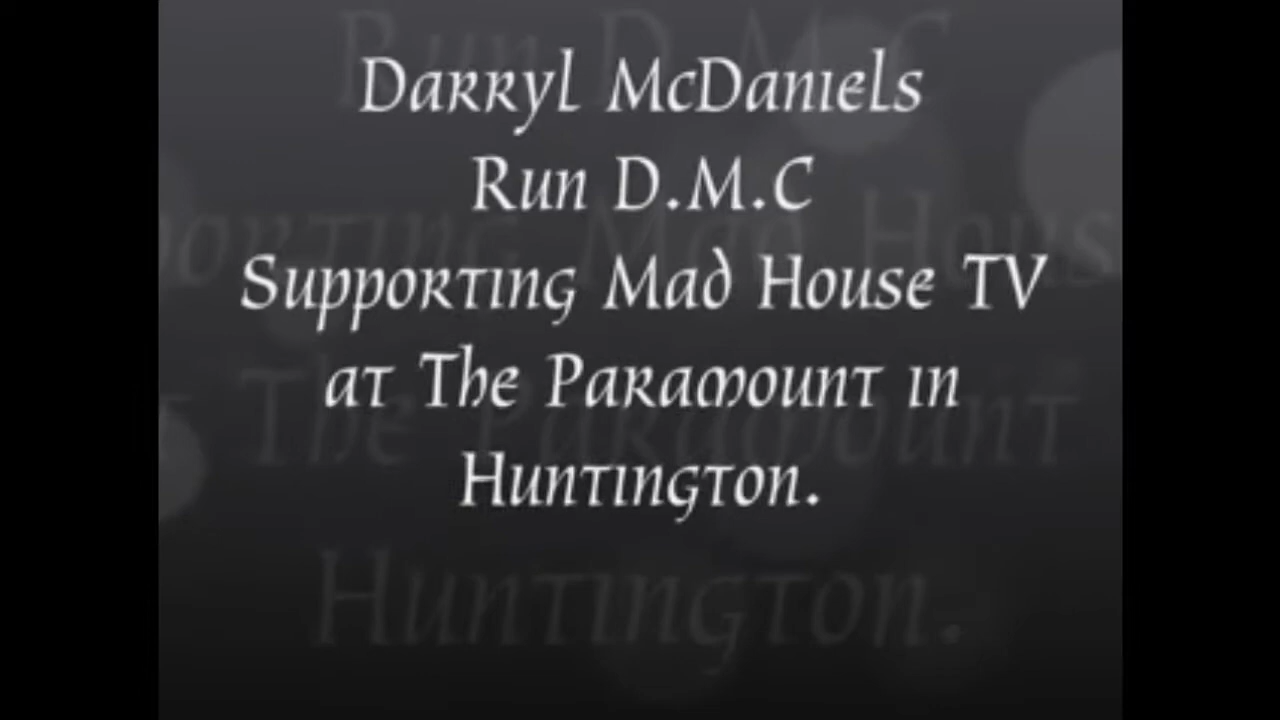 Darryl McDaniels
Run D.M.C
Supporting Mad House TV
at The Paramount in
Huntington.